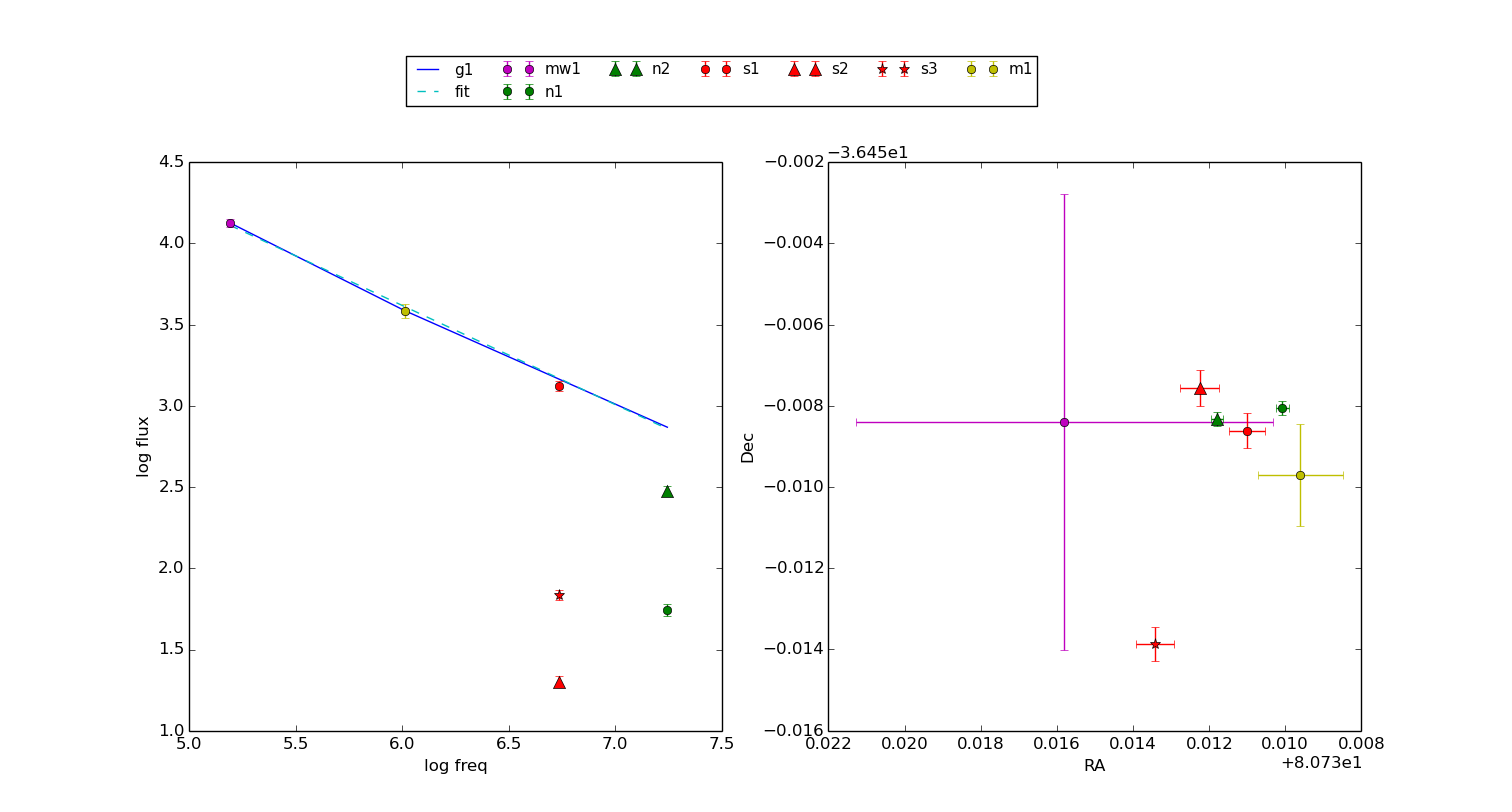 g1 mw1 n2 s1 s2 s3 m1
fit n1
4.5
4.0
3.5
3.0
2.5
2.0
1.5
1.0
log flux
5.0 5.5 6.0 6.5 7.0 7.5
log freq
−3.645e1
−0.002
−0.004
−0.006
−0.008
−0.010
−0.012
−0.014
−0.016
Dec
0.022 0.020 0.018 0.016 0.014 0.012 0.010 0.008
+8.073e1
RA